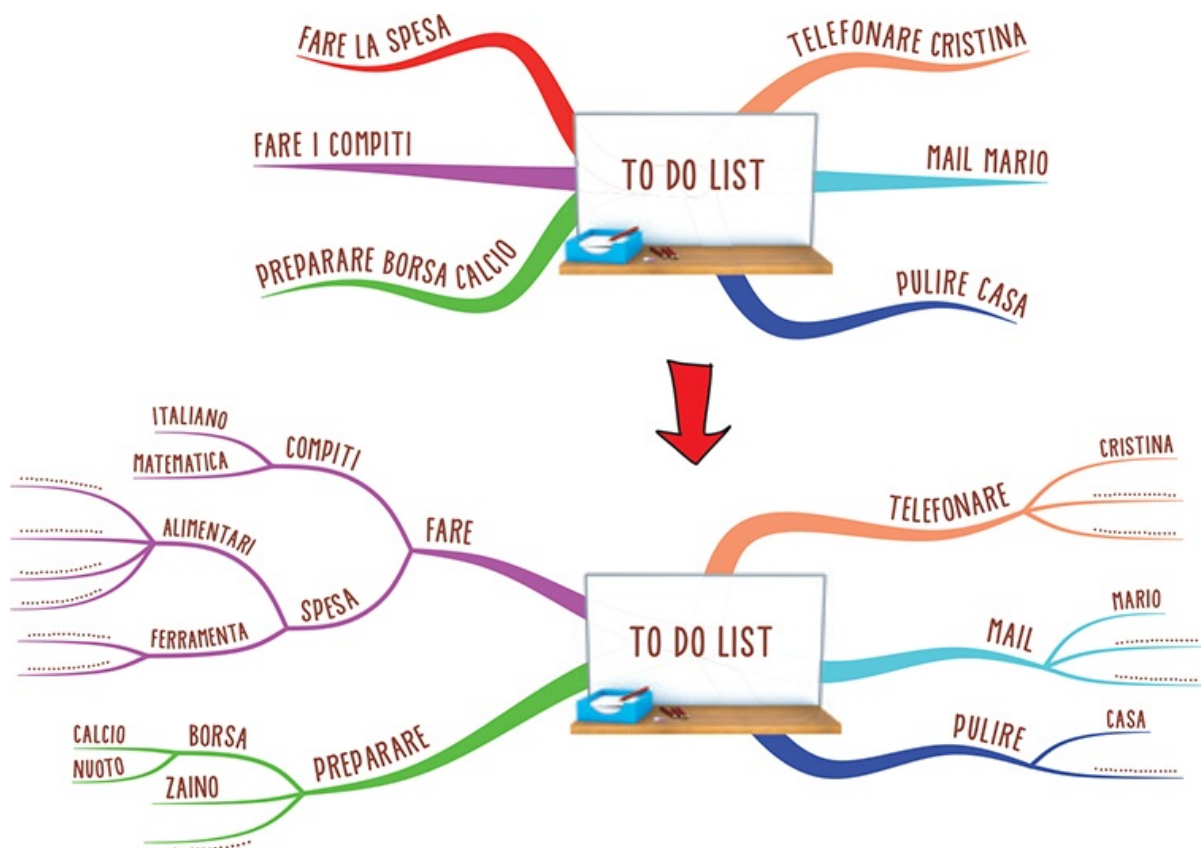 FARE LA SPESA
TELEFONARE CRISTINA
FARE I COMPITI
TO DO LIST
MAIL MARIO
PREPARARE BORSA CALCIO
PULIRE CASA
ITALIANO
COMPITI
MATEMATICA
ALIMENTARI
FARE
SPESA
FERRAMENTA
CALCIO
BORSA
NUOTO
ZAINO
PREPARARE
TO DO LIST
CRISTINA
TELEFONARE
MARIO
MAIL
CASA
PULIRE